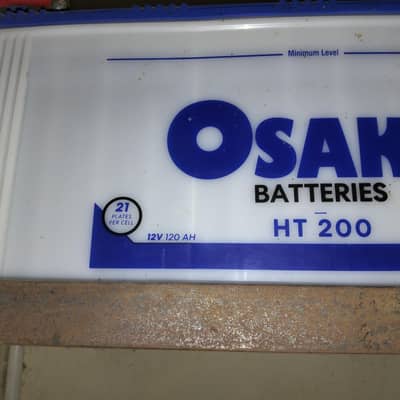 Minimum Level
OSAK
BATTERIES
HT 200
21
PLATES
PER CELL
12V 120 AH